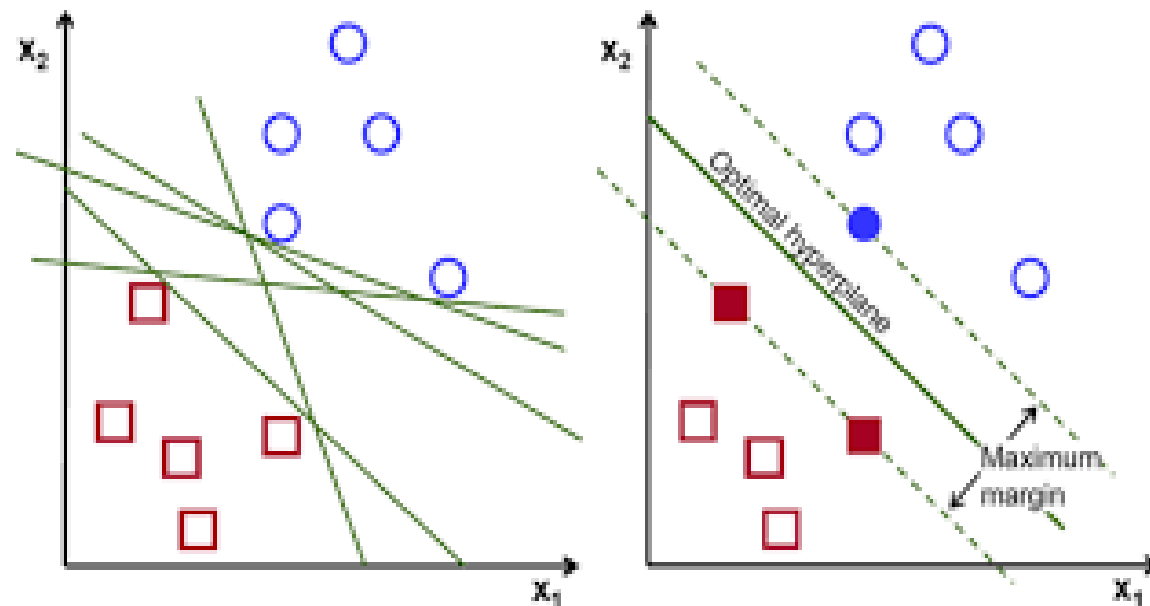 X₂
X₁
X₂
Optimal hyperplane
Maximum
margin
X₁